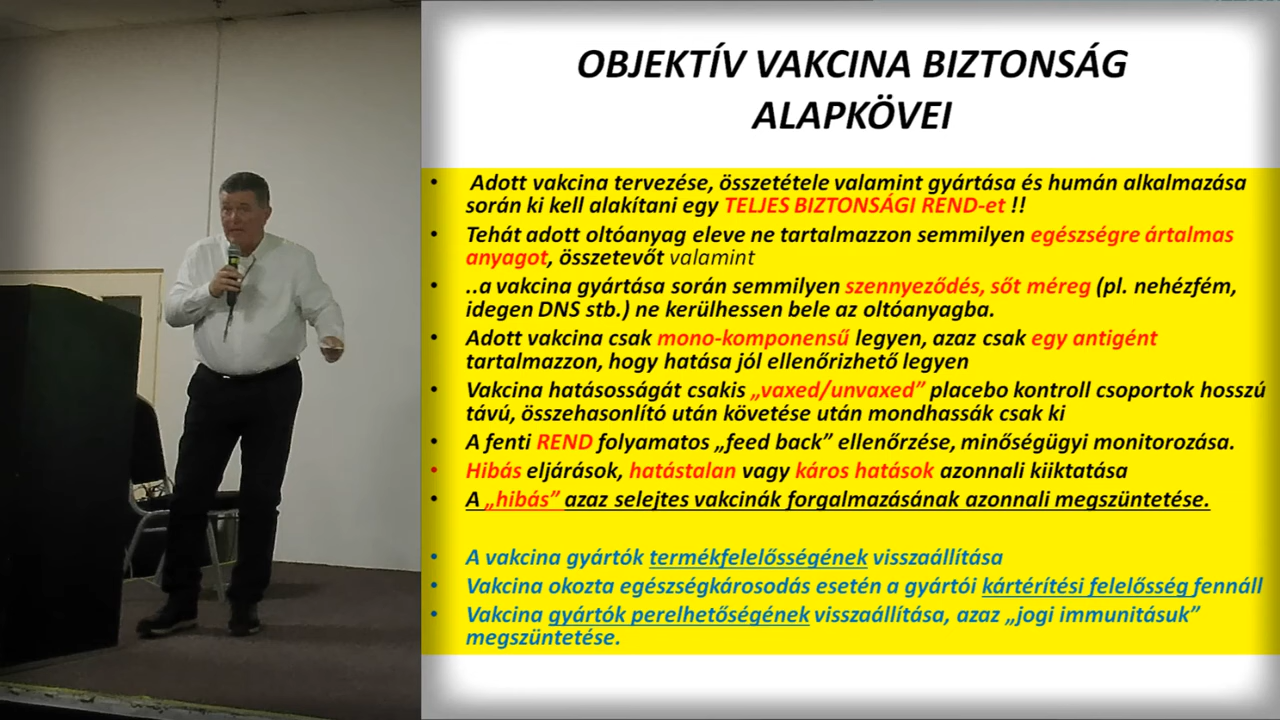 OBJEKTÍV VAKCINA BIZTONSÁG
ALAPKÖVEI
• Adott vakcina tervezése, összetétele valamint gyártása és humán alkalmazása
során ki kell alakítani egy TELJES BIZTONSÁGI REND-et !!
• Tehát adott oltóanyag eleve ne tartalmazzon semmilyen egészségre ártalmas
anyagot, összetevőt valamint
• ..a vakcina gyártása során semmilyen szennyeződés, sőt méreg (pl. nehézfém,
idegen DNS stb.) ne kerülhessen bele az oltóanyagba.
• Adott vakcina csak mono-komponensű legyen, azaz csak egy antigént
tartalmazzon, hogy hatása jól ellenőrizhető legyen
• Vakcina hatásosságát csakis „vaxed/unvaxed” placebo kontroll csoportok hosszú
távú, összehasonlító után követése után mondhassák csak ki
• A fenti REND folyamatos „feed back” ellenőrzése, minőségügyi monitorozása.
• Hibás eljárások, hatástalan vagy káros hatások azonnali kiiktatása
• A „hibás” azaz selejtes vakcinák forgalmazásának azonnali megszüntetése.
• A vakcina gyártók termékfelelősségének visszaállítása
• Vakcina okozta egészségkárosodás esetén a gyártói kártérítési felelősség fennáll
• Vakcina gyártók perelhetőségének visszaállítása, azaz „jogi immunitásuk”
megszüntetése.